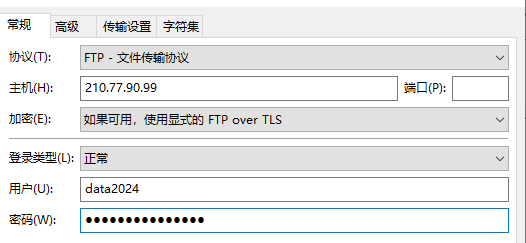 常规 高级 传输设置 字符集
协议(T): FTP - 文件传输协议
主机(H): 210.77.90.99 端口(P):
加密(E): 如果可用，使用显式的 FTP over TLS
登录类型(L): 正常
用户(U): data2024
密码(W): ●●●●●●●●●●●●●●●